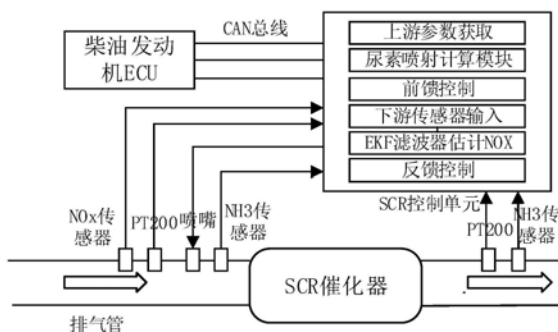 CAN总线
柴油发动
机ECU
上游参数获取
尿素喷射计算模块
前馈控制
下游传感器输入
EKF滤波器估计NOX
反馈控制
SCR控制单元
NOx传
感器
PT200
喷嘴
NH3传
感器
PT200
NH3传
感器
SCR催化器
排气管